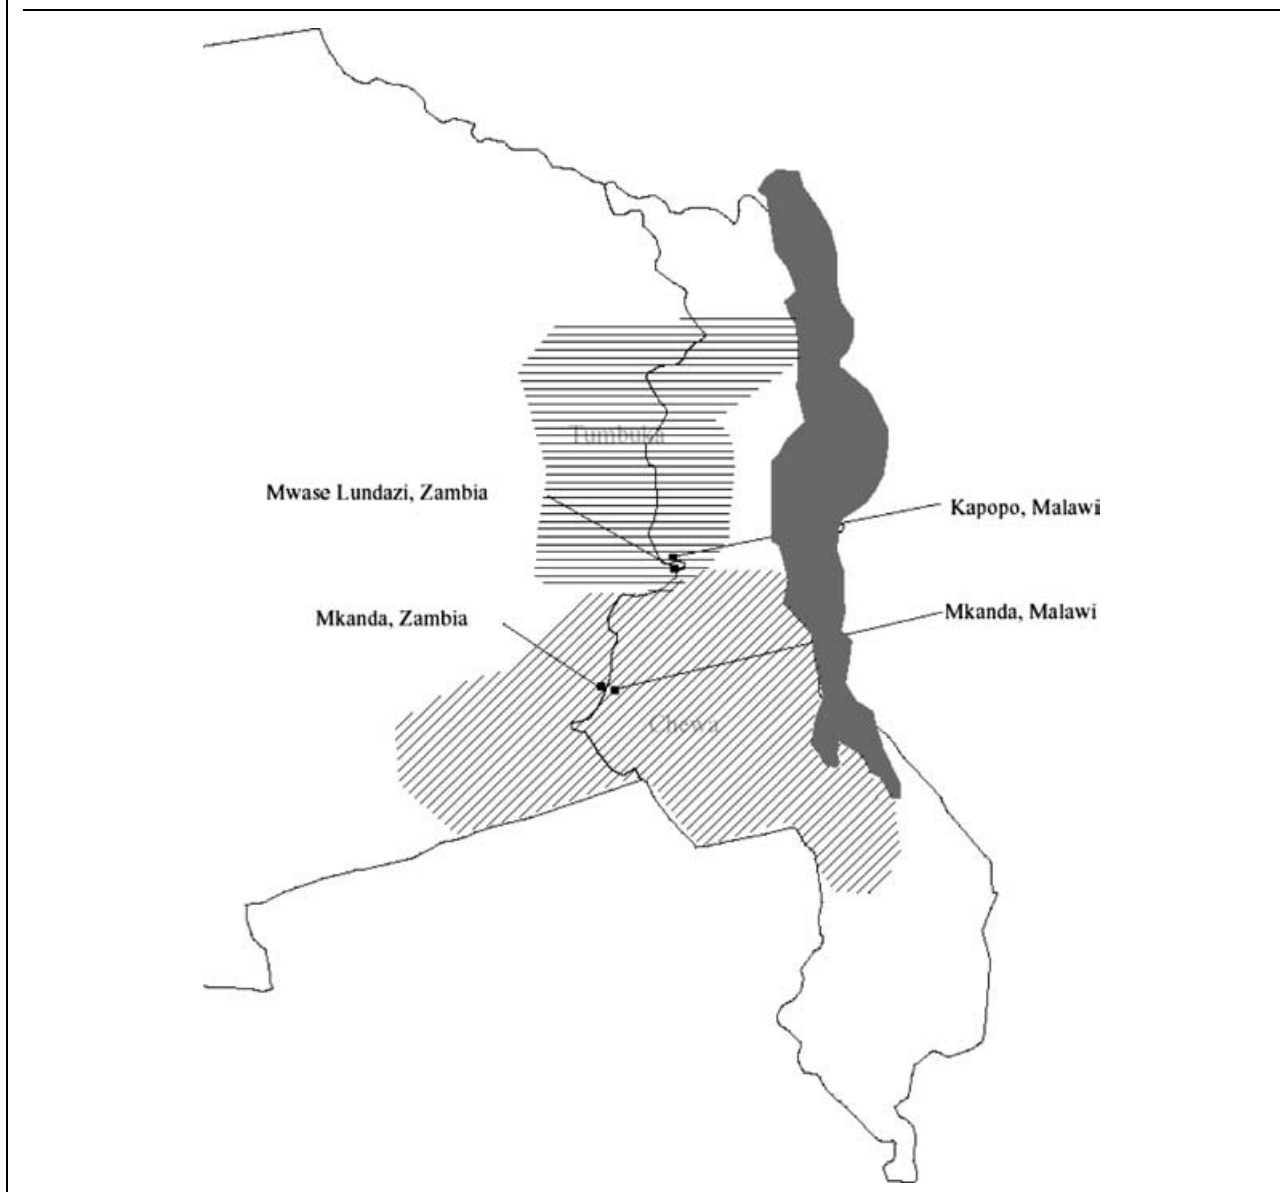 Tumbuka
Mwase Lundazi, Zambia
Kapopo, Malawi
Mkanda, Zambia
Mkanda, Malawi
Chewa